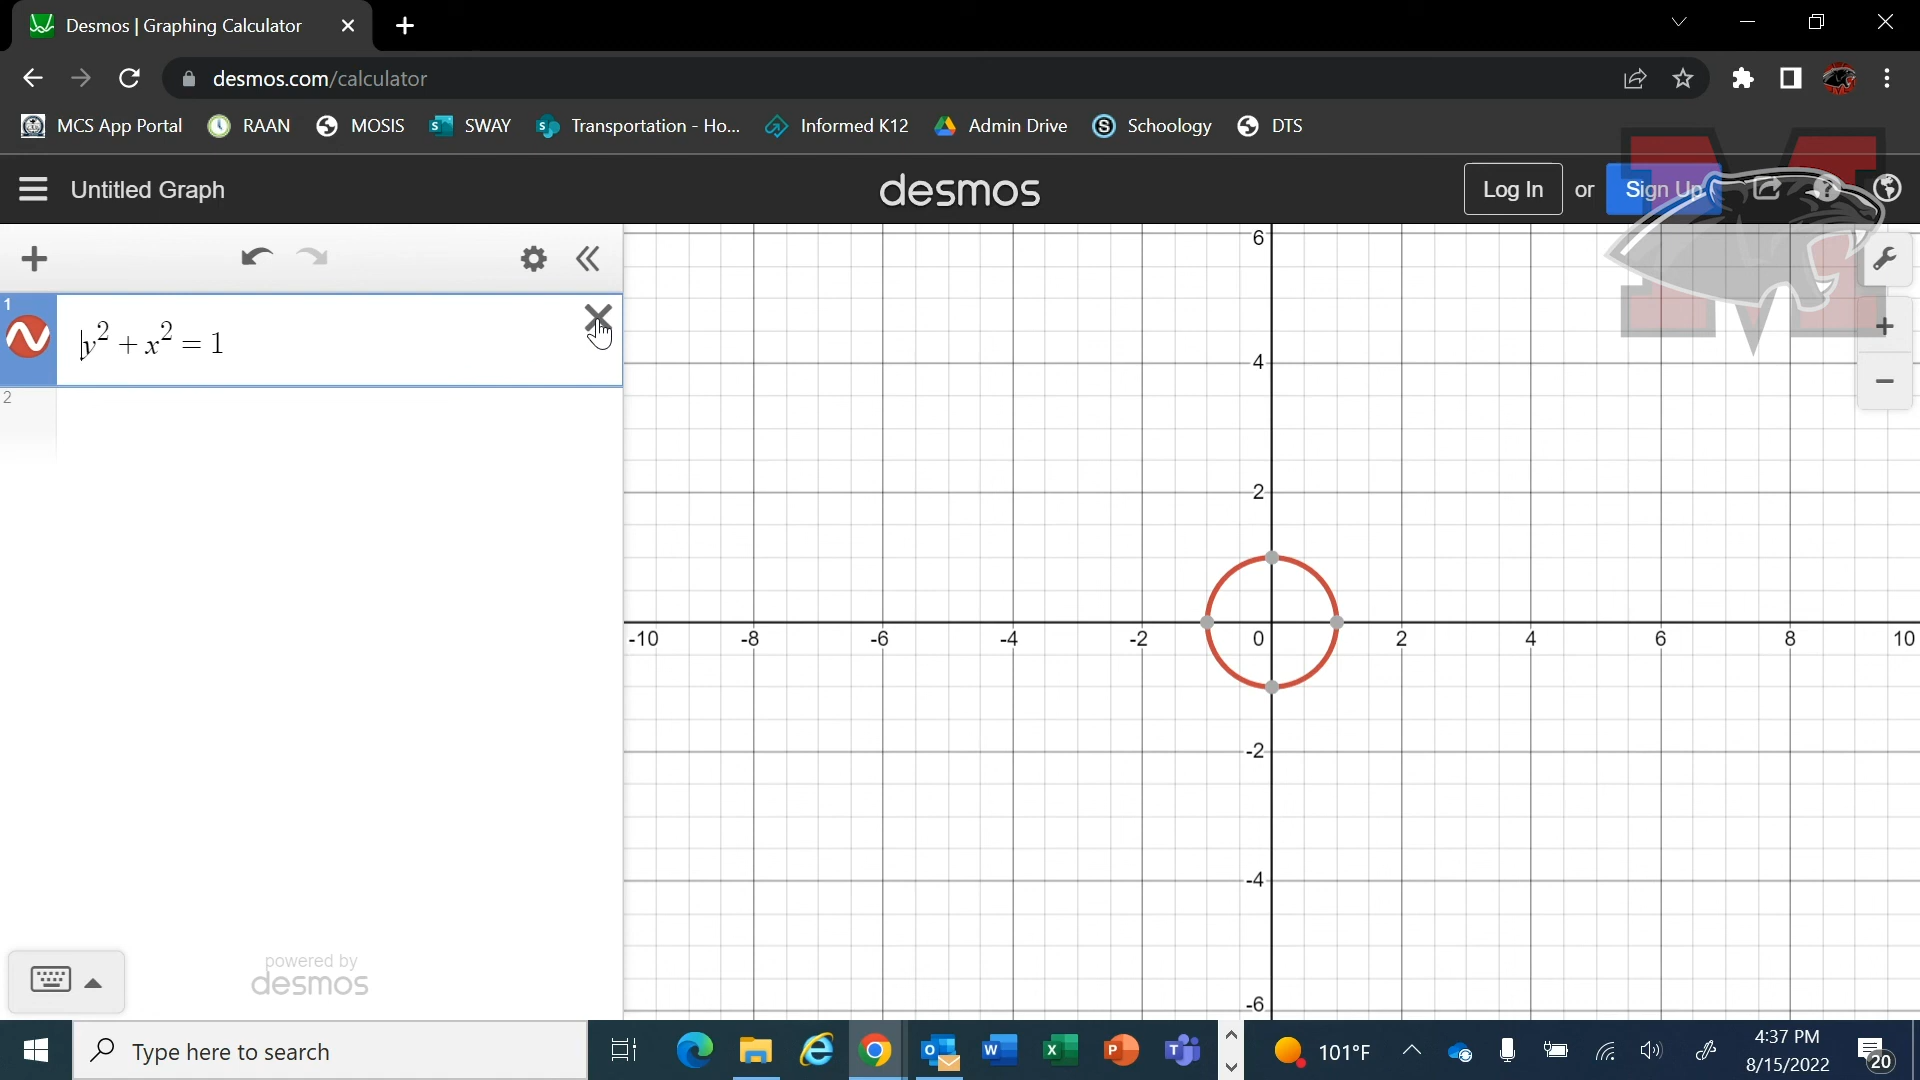 Desmos | Graphing Calculator
desmos.com/calculator
MCS App Portal RAAN MOSIS SWAY Transportation - Ho... Informed K12 Admin Drive Schoology DTS
Untitled Graph desmos Log In or Sign Up
1
y² + x² = 1
2
6
4
2
-10 -8 -6 -4 -2 0 2 4 6 8 10
-2
-4
-6
powered by
desmos
Type here to search
101°F
4:37 PM
8/15/2022
20